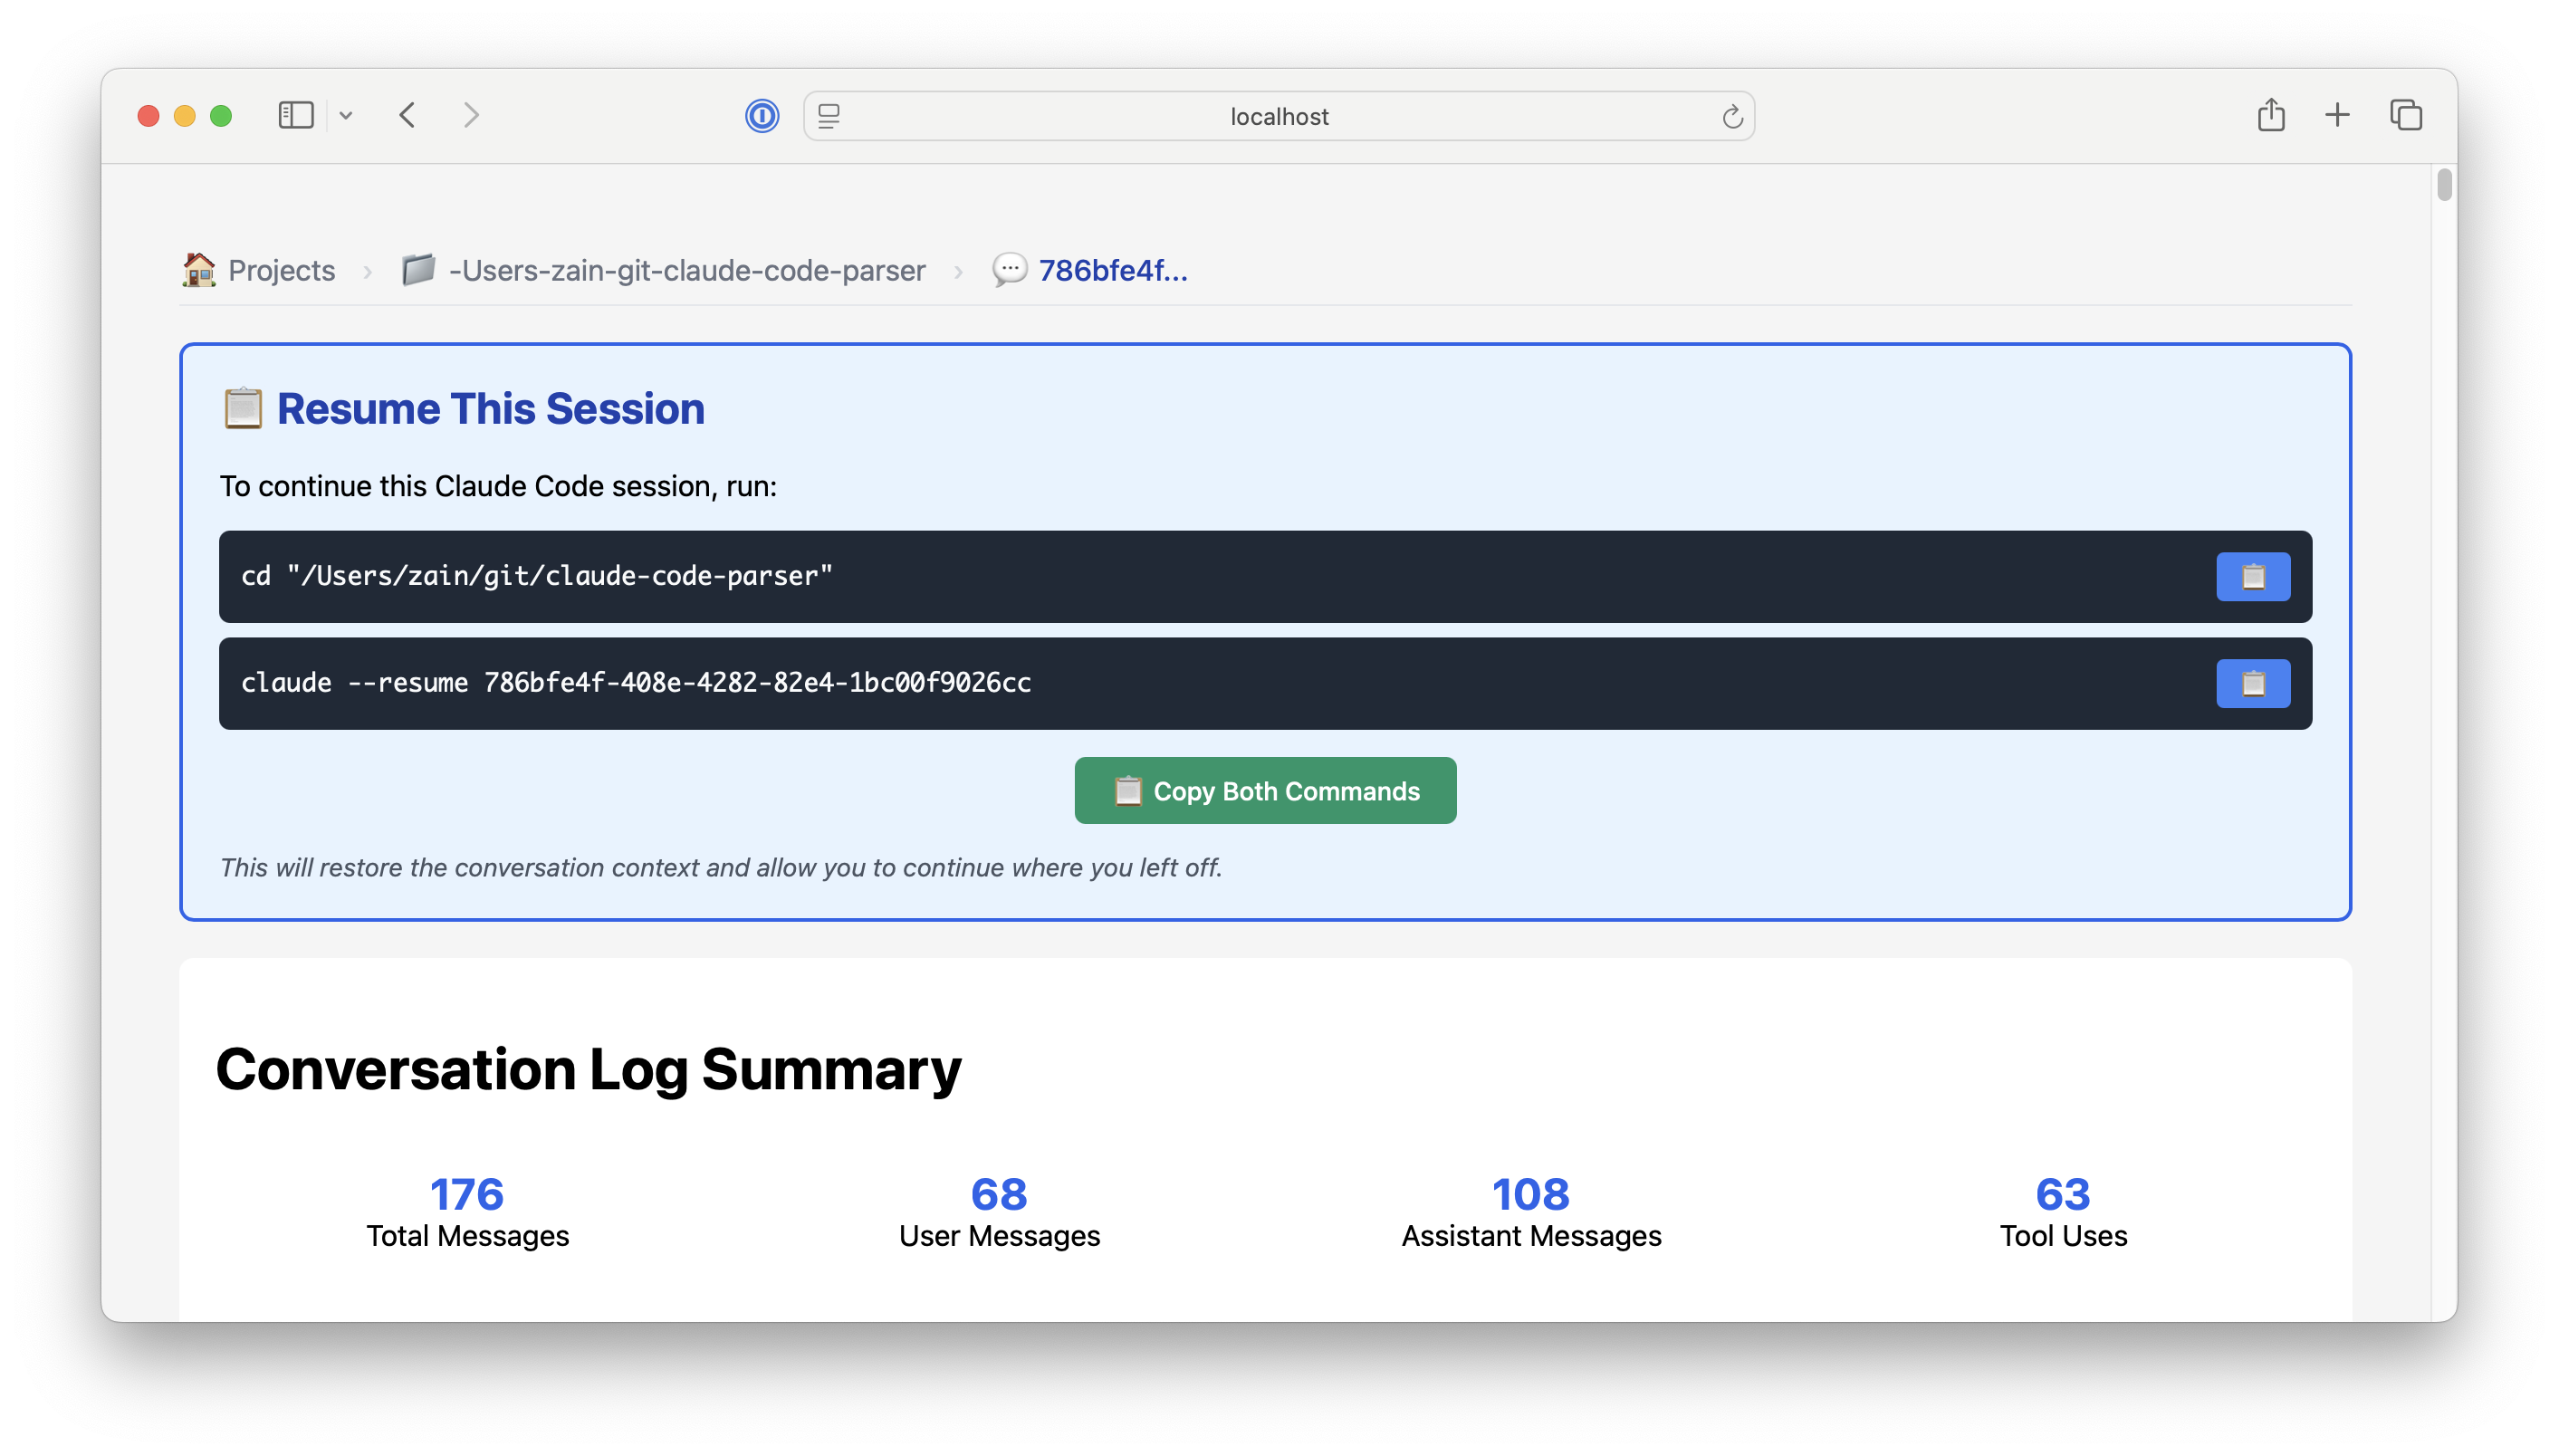 localhost
Projects › -Users-zain-git-claude-code-parser › 786bfe4f...
Resume This Session
To continue this Claude Code session, run:
cd "/Users/zain/git/claude-code-parser"
claude --resume 786bfe4f-408e-4282-82e4-1bc00f9026cc
Copy Both Commands
This will restore the conversation context and allow you to continue where you left off.
Conversation Log Summary
176 68 108 63
Total Messages User Messages Assistant Messages Tool Uses